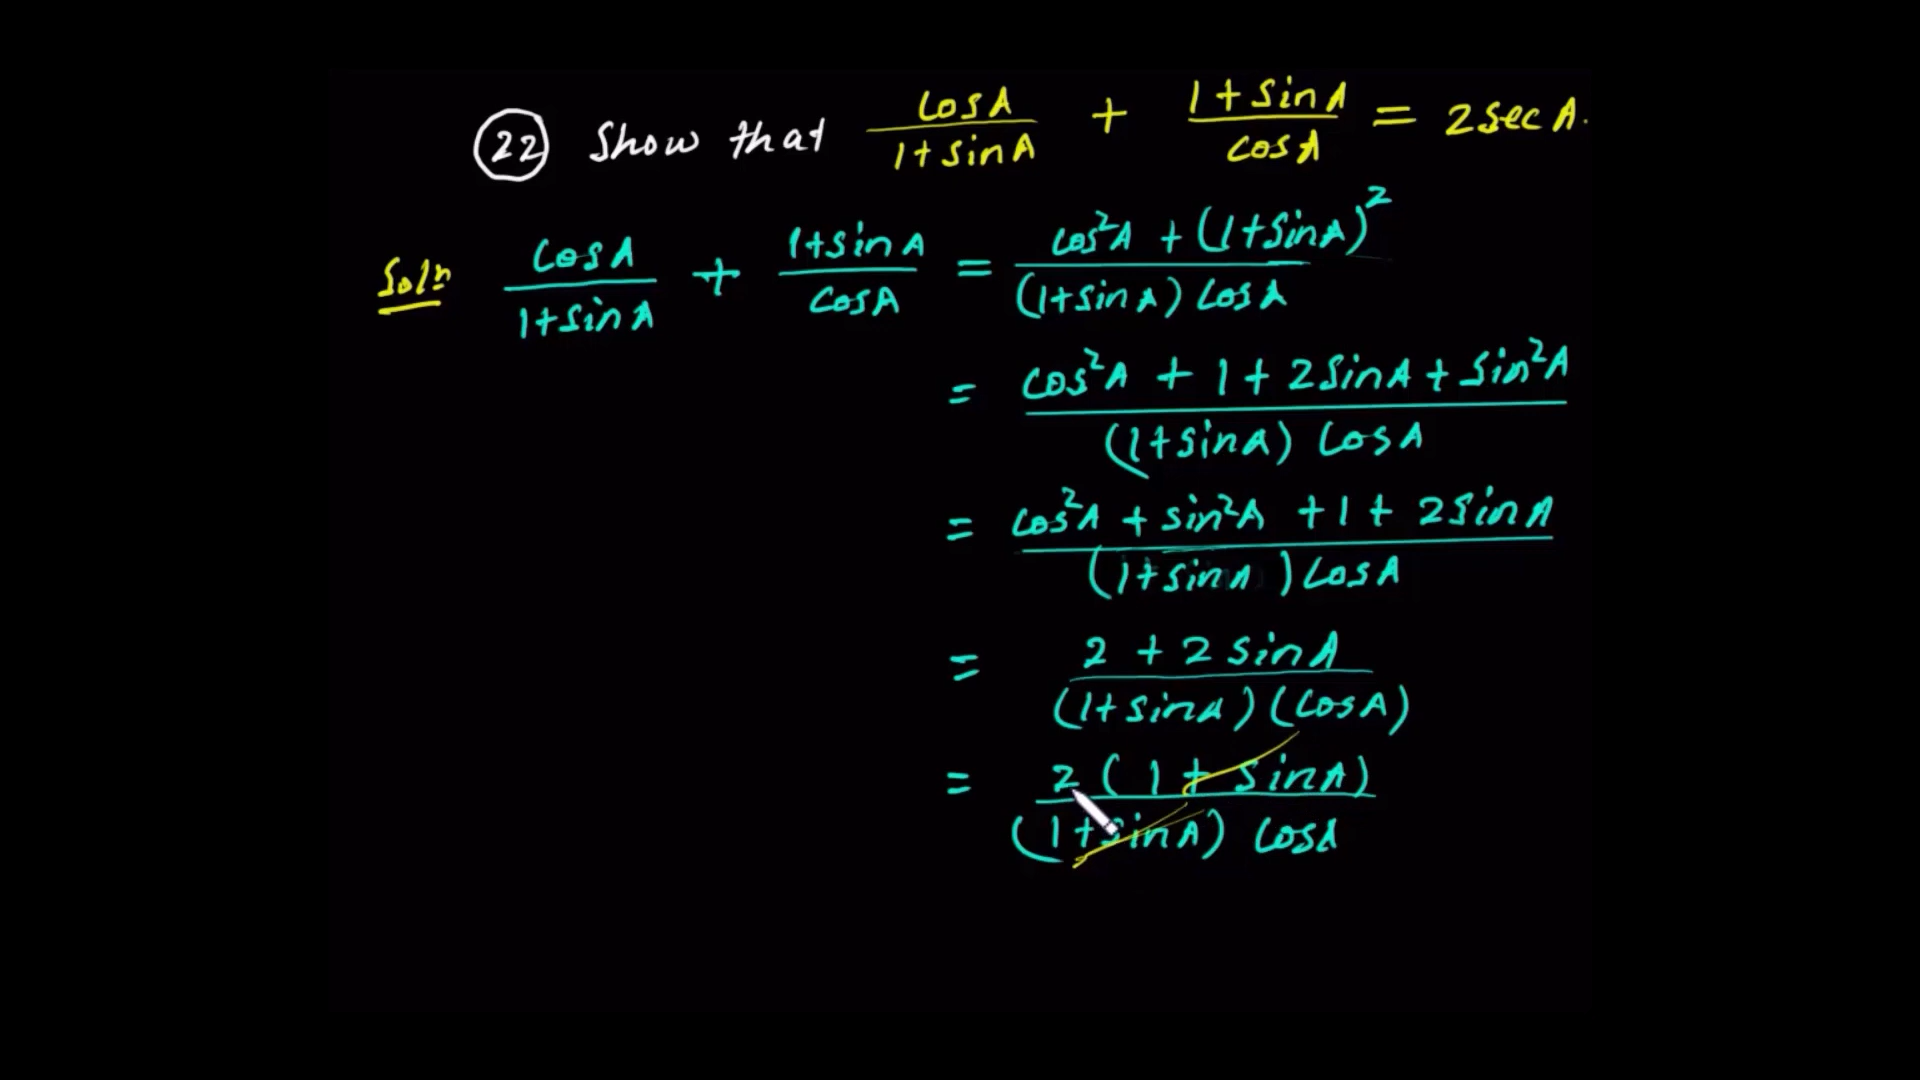 22 Show that cosA/(1+sinA) + (1+sinA)/cosA = 2secA.
Soln cosA/(1+sinA) + (1+sinA)/cosA = (cos²A + (1+sinA)²)/((1+sinA) cosA)
= (cos²A + 1 + 2sinA + sin²A)/((1+sinA) cosA)
= (cos²A + sin²A + 1 + 2sinA)/((1+sinA) cosA)
= (2 + 2sinA)/((1+sinA)(cosA))
= 2(1 + sinA)/((1+sinA) cosA)